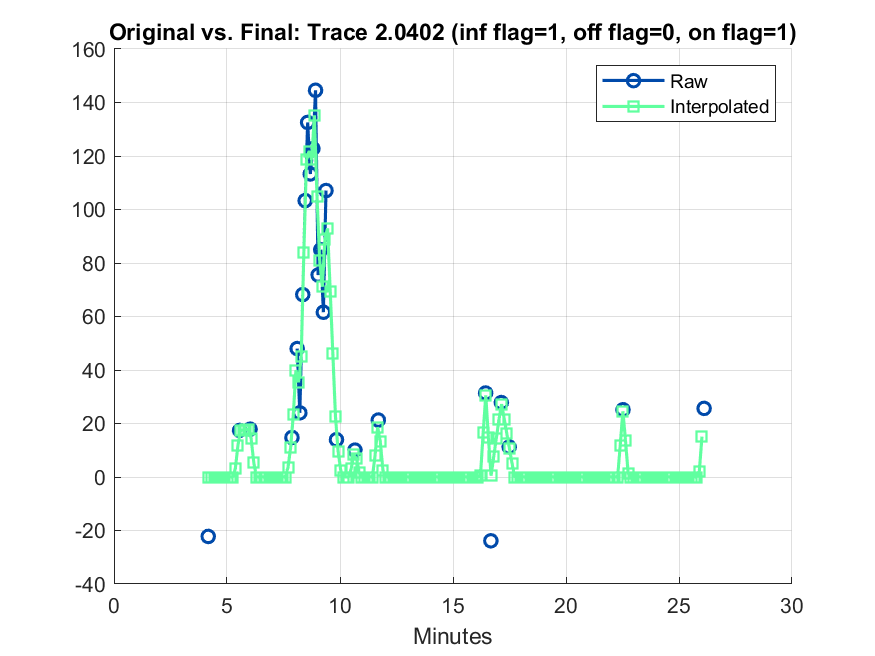 Original vs. Final: Trace 2.0402 (inf flag=1, off flag=0, on flag=1)
160
140
120
100
80
60
40
20
0
-20
-40
Raw
Interpolated
0 5 10 15 20 25 30
Minutes